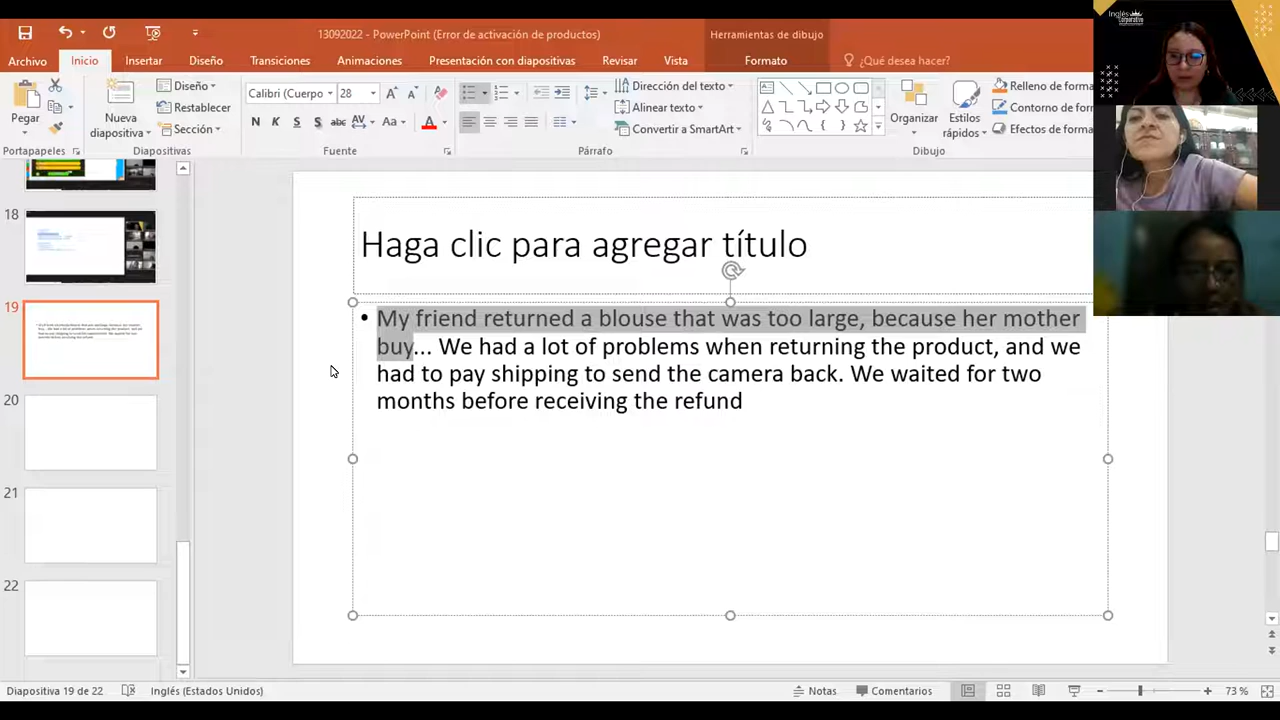 13092022 - PowerPoint (Error de activación de productos)
Herramientas de dibujo
Archivo
Inicio
Insertar
Diseño
Transiciones
Animaciones
Presentación con diapositivas
Revisar
Vista
Formato
¿Qué desea hacer?
Pegar
Portapapeles
Nueva
diapositiva
Diseño
Restablecer
Sección
Diapositivas
Calibri (Cuerpo
28
N K S S abc AV Aa A
Fuente
Dirección del texto
Alinear texto
Convertir a SmartArt
Párrafo
Organizar
Estilos
rápidos
Relleno de forma
Contorno de forma
Efectos de forma
Dibujo
Inglés
Corporativo
18
19
20
21
22
Haga clic para agregar título
• My friend returned a blouse that was too large, because her mother
buy... We had a lot of problems when returning the product, and we
had to pay shipping to send the camera back. We waited for two
months before receiving the refund
Diapositiva 19 de 22
Inglés (Estados Unidos)
Notas
Comentarios
73 %